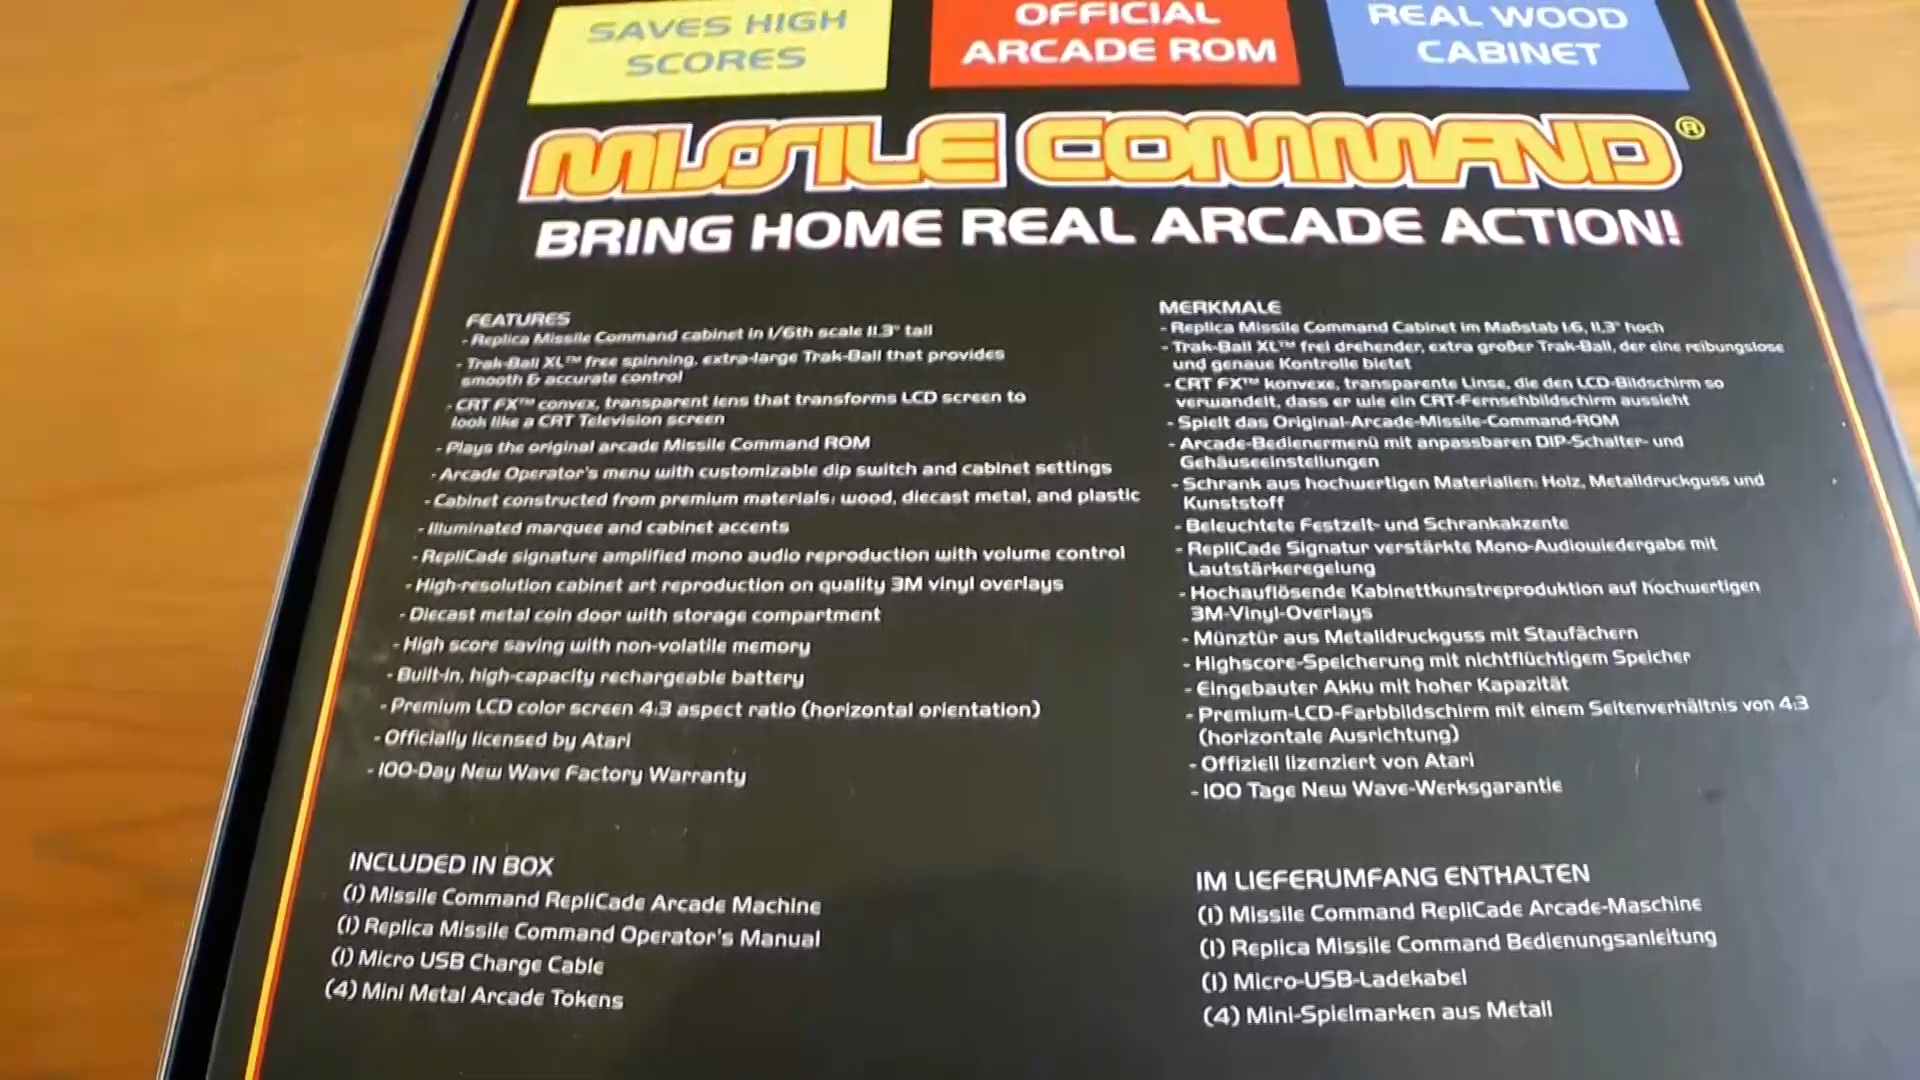 SAVES HIGH
SCORES
OFFICIAL
ARCADE ROM
REAL WOOD
CABINET
MISSILE COMMAND®
BRING HOME REAL ARCADE ACTION!
FEATURES
- Replica Missile Command cabinet in 1/6th scale 11.3" tall
- Trak-Ball XL™ free spinning, extra-large Trak-Ball that provides
smooth & accurate control
- CRT FX™ convex, transparent lens that transforms LCD screen to
look like a CRT Television screen
- Plays the original arcade Missile Command ROM
- Arcade Operator's menu with customizable dip switch and cabinet settings
- Cabinet constructed from premium materials: wood, diecast metal, and plastic
- Illuminated marquee and cabinet accents
- RepliCade signature amplified mono audio reproduction with volume control
- High-resolution cabinet art reproduction on quality 3M vinyl overlays
- Diecast metal coin door with storage compartment
- High score saving with non-volatile memory
- Built-in, high-capacity rechargeable battery
- Premium LCD color screen 4:3 aspect ratio (horizontal orientation)
- Officially licensed by Atari
- 100-Day New Wave Factory Warranty
INCLUDED IN BOX
(1) Missile Command RepliCade Arcade Machine
(1) Replica Missile Command Operator's Manual
(1) Micro USB Charge Cable
(4) Mini Metal Arcade Tokens
MERKMALE
- Replica Missile Command Cabinet im Maßstab 1:6, 11,3" hoch
- Trak-Ball XL™ frei drehender, extra großer Trak-Ball, der eine reibungslose
und genaue Kontrolle bietet
- CRT FX™ konvexe, transparente Linse, die den LCD-Bildschirm so
verwandelt, dass er wie ein CRT-Fernsehbildschirm aussieht
- Spielt das Original-Arcade-Missile-Command-ROM
- Arcade-Bedienermenü mit anpassbaren DIP-Schalter- und
Gehäuseeinstellungen
- Schrank aus hochwertigen Materialien: Holz, Metalldruckguss und
Kunststoff
- Beleuchtete Festzelt- und Schrankakzente
- RepliCade Signatur verstärkte Mono-Audiowiedergabe mit
Lautstärkeregelung
- Hochauflösende Kabinettkunstreproduktion auf hochwertigen
3M-Vinyl-Overlays
- Münztür aus Metalldruckguss mit Staufächern
- Highscore-Speicherung mit nichtflüchtigem Speicher
- Eingebauter Akku mit hoher Kapazität
- Premium-LCD-Farbbildschirm mit einem Seitenverhältnis von 4:3
(horizontale Ausrichtung)
- Offiziell lizenziert von Atari
- 100 Tage New Wave-Werksgarantie
IM LIEFERUMFANG ENTHALTEN
(1) Missile Command RepliCade Arcade-Maschine
(1) Replica Missile Command Bedienungsanleitung
(1) Micro-USB-Ladekabel
(4) Mini-Spielmarken aus Metall